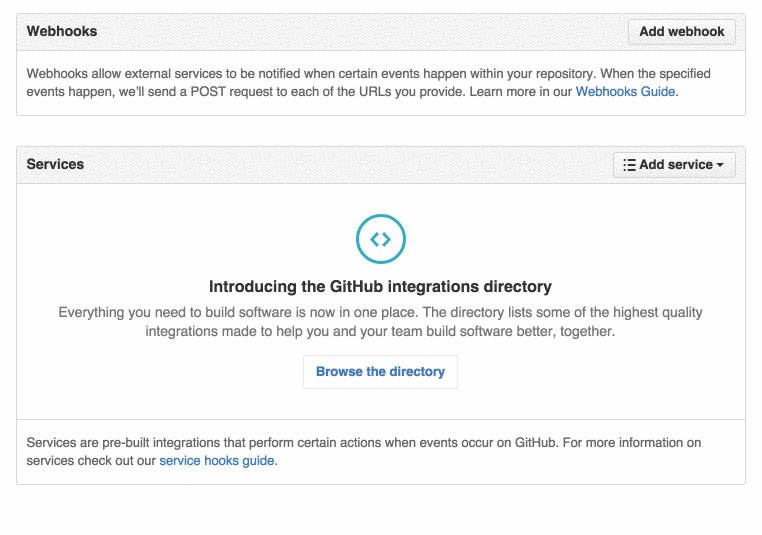 Webhooks
Add webhook
Webhooks allow external services to be notified when certain events happen within your repository. When the specified
events happen, we'll send a POST request to each of the URLs you provide. Learn more in our Webhooks Guide.
Services
Add service
Introducing the GitHub integrations directory
Everything you need to build software is now in one place. The directory lists some of the highest quality
integrations made to help you and your team build software better, together.
Browse the directory
Services are pre-built integrations that perform certain actions when events occur on GitHub. For more information on
services check out our service hooks guide.